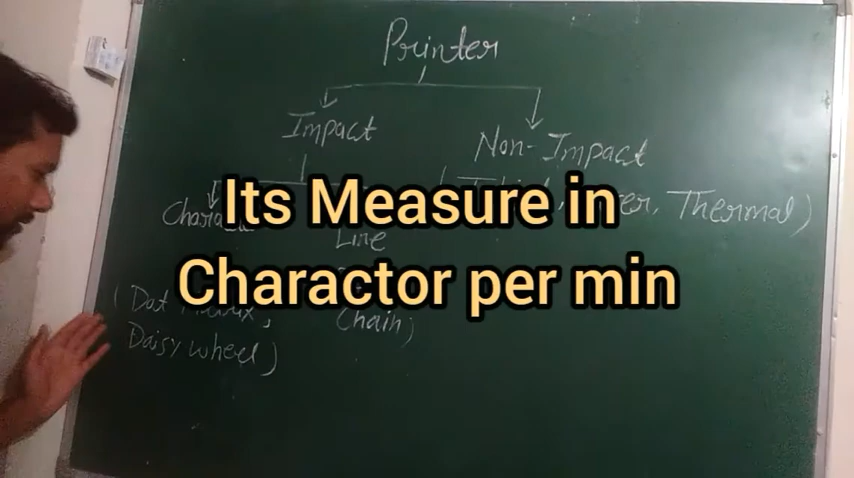 Printer
Impact
Non-Impact
Thermal)
Line
Its Measure in
Charactor per min
(Dot
Chain)
Daisy wheel)